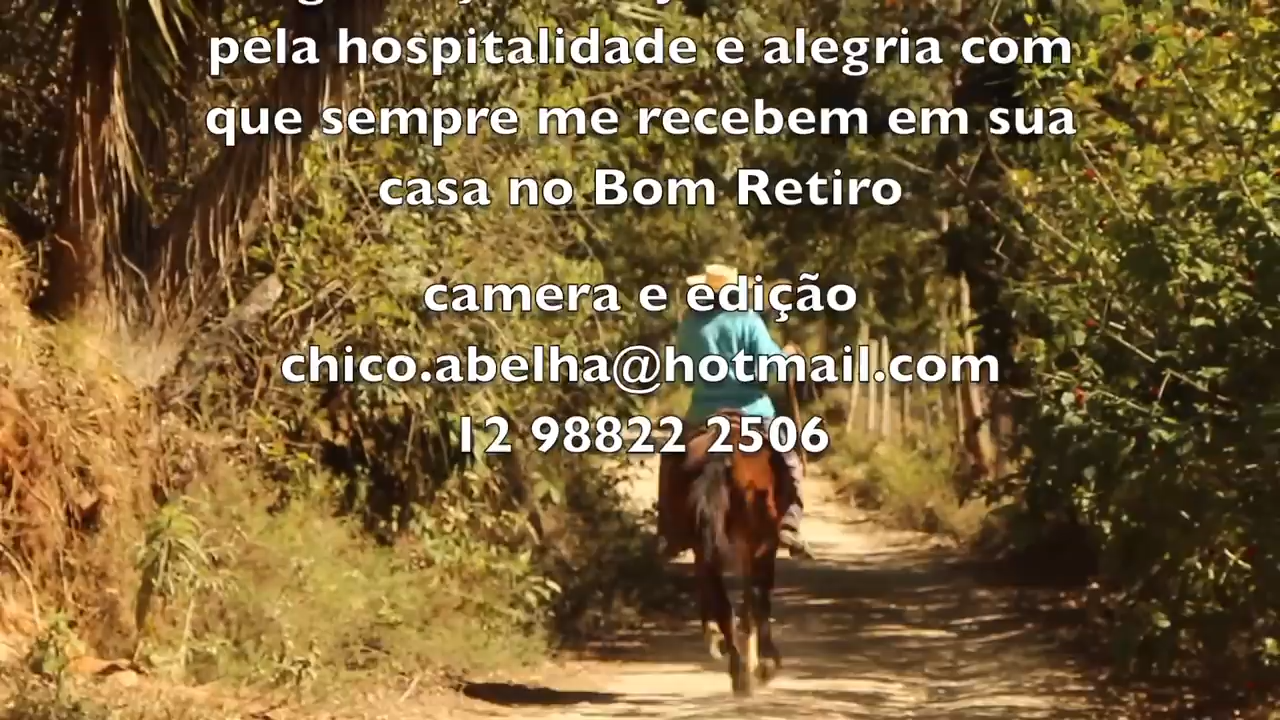 pela hospitalidade e alegria com
que sempre me recebem em sua
casa no Bom Retiro
camera e edição
chico.abelha@hotmail.com
12 98822 2506